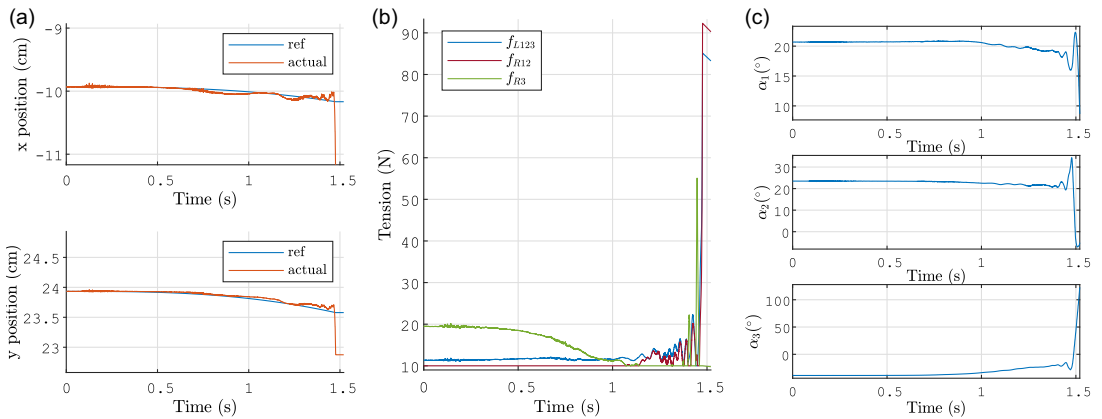 (a)
-9
-10
-11
x position (cm)
ref
actual
0
0.5
1
1.5
Time (s)
24.5
24
23.5
23
y position (cm)
ref
actual
0
0.5
1
1.5
Time (s)
(b)
90
80
70
60
50
40
30
20
10
Tension (N)
f_{L123}
f_{R12}
f_{R3}
0
0.5
1
1.5
Time (s)
(c)
20
15
10
α₁(°)
0
0.5
1
1.5
Time (s)
30
20
10
0
α₂(°)
0
0.5
1
1.5
Time (s)
100
50
0
α₃(°)
0
0.5
1
1.5
Time (s)